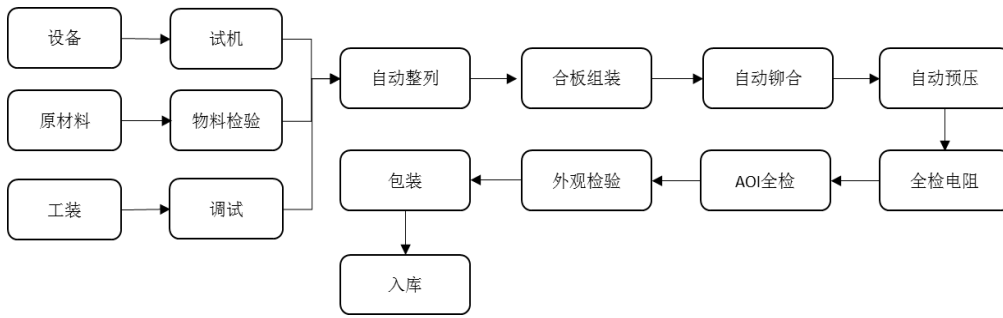 设备
试机
原材料
物料检验
工装
调试
自动整列
合板组装
自动铆合
自动预压
全检电阻
AOI全检
外观检验
包装
入库